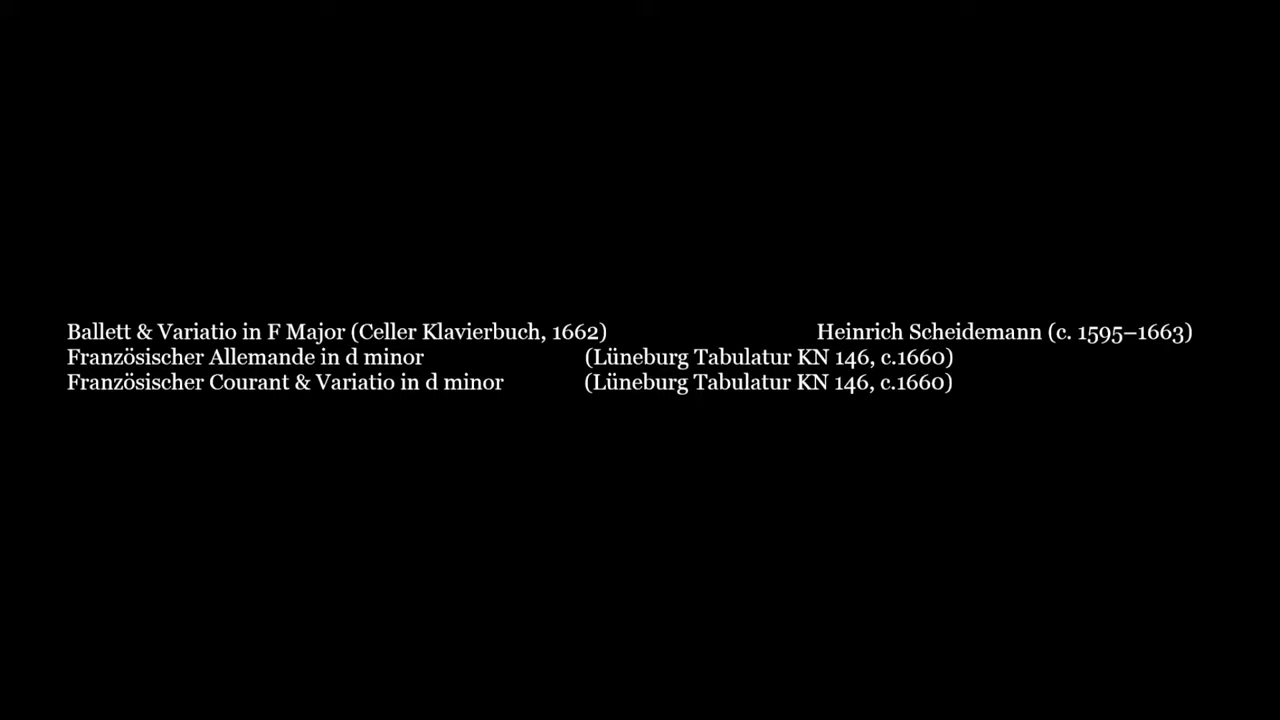 Ballett & Variatio in F Major (Celler Klavierbuch, 1662) Heinrich Scheidemann (c. 1595–1663)
Französischer Allemande in d minor (Lüneburg Tabulatur KN 146, c.1660)
Französischer Courant & Variatio in d minor (Lüneburg Tabulatur KN 146, c.1660)